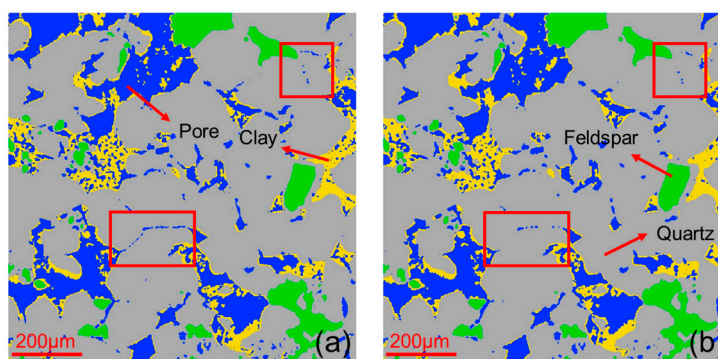 Pore
Clay
200μm
(a)
Feldspar
Quartz
200μm
(b)